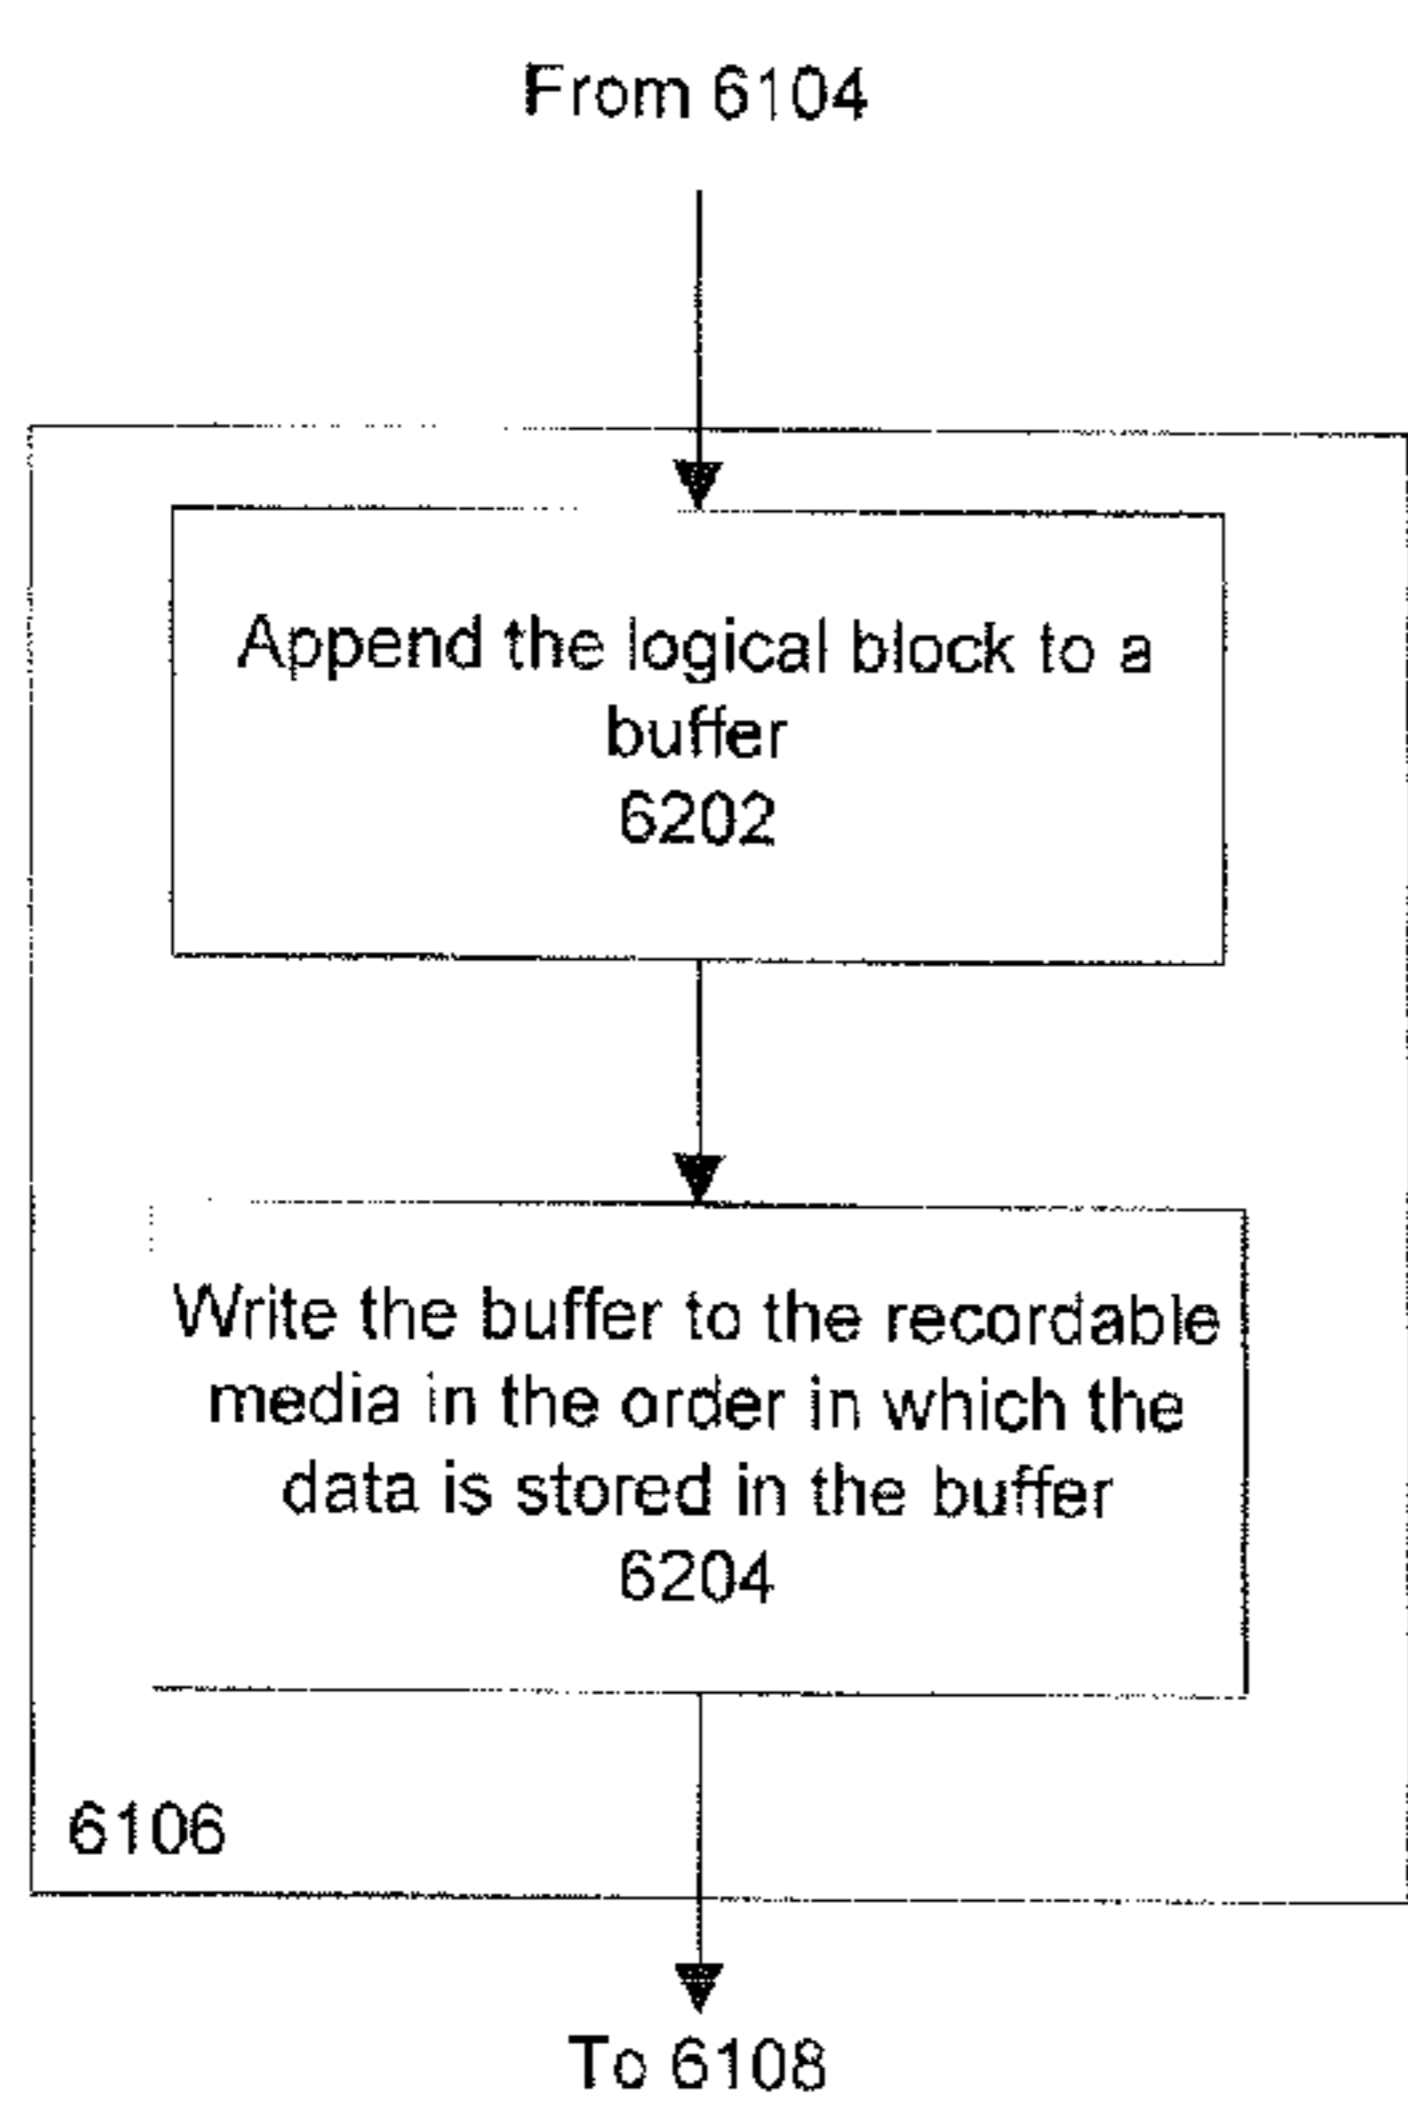 From 6104
Append the logical block to a
buffer
6202
Write the buffer to the recordable
media in the order in which the
data is stored in the buffer
6204
6106
To 6108